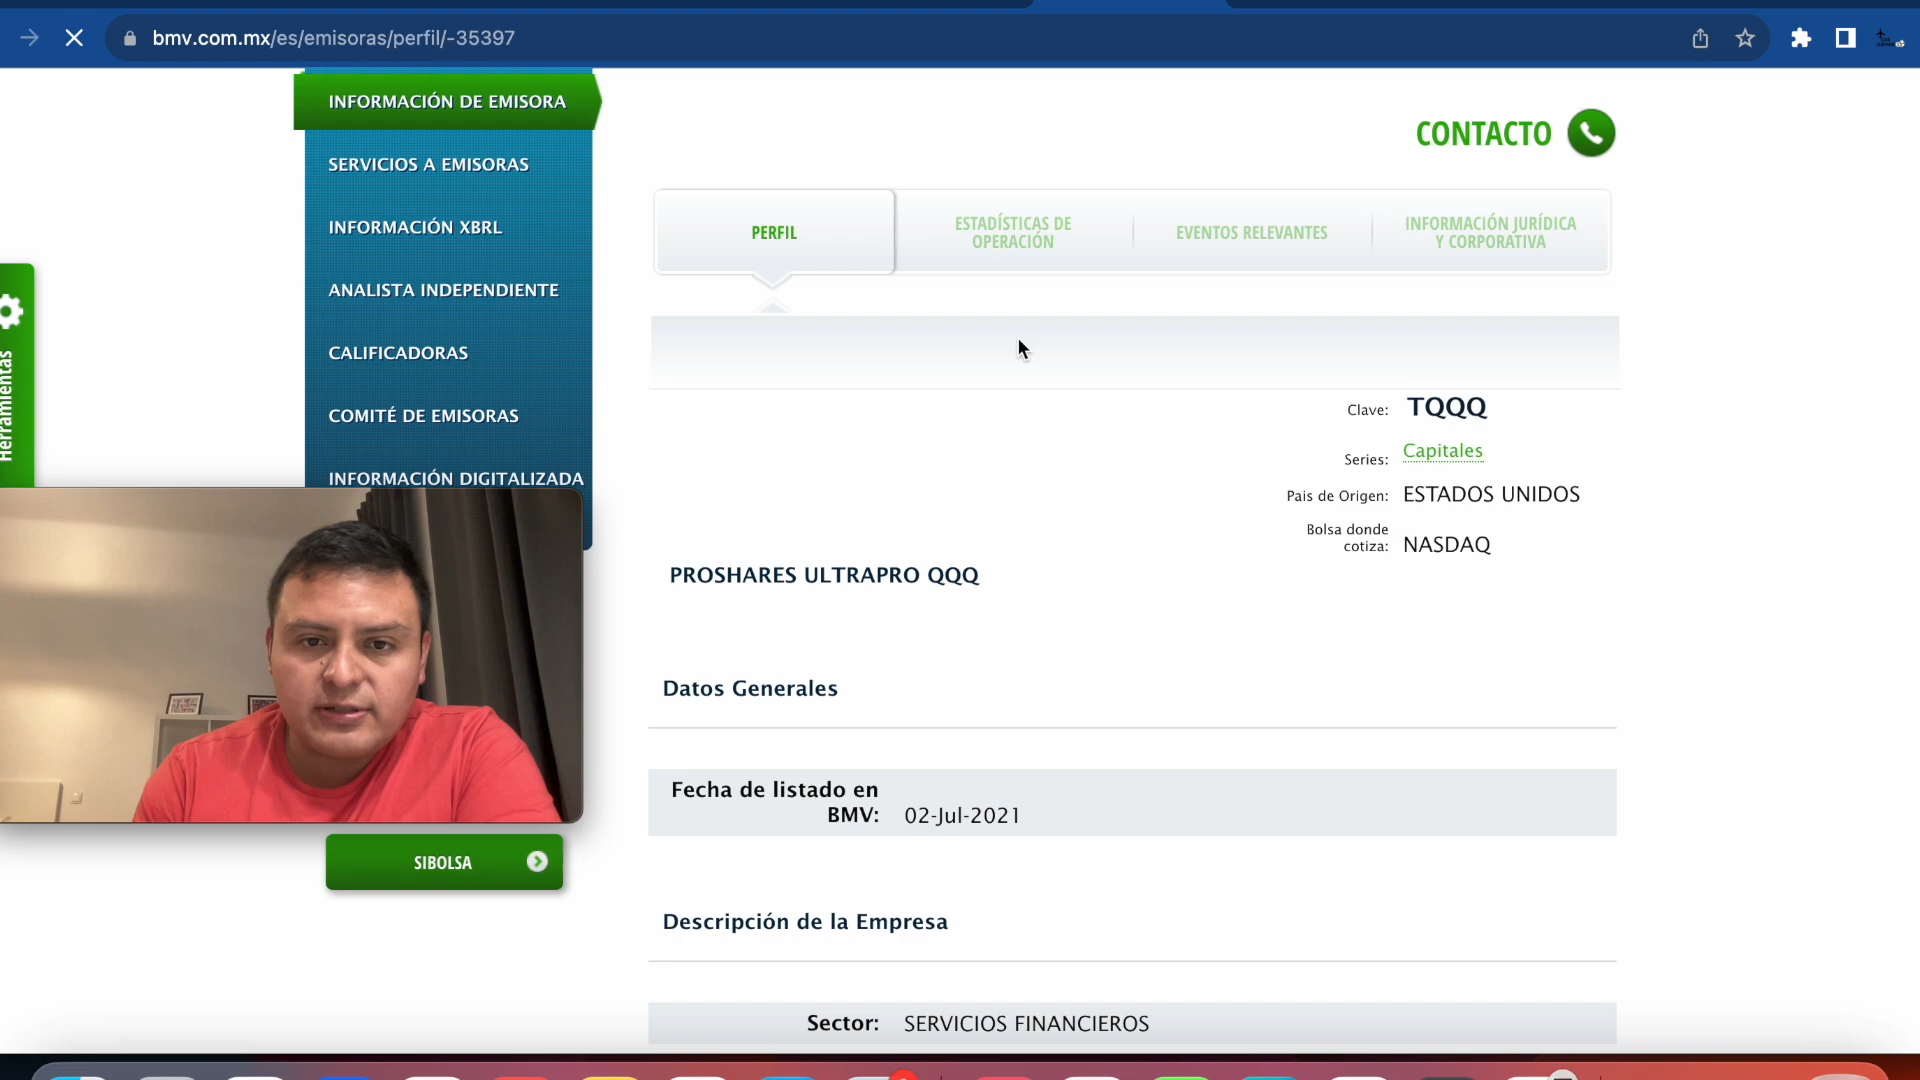 bmv.com.mx/es/emisoras/perfil/-35397
INFORMACIÓN DE EMISORA
SERVICIOS A EMISORAS
INFORMACIÓN XBRL
ANALISTA INDEPENDIENTE
CALIFICADORAS
COMITÉ DE EMISORAS
INFORMACIÓN DIGITALIZADA
Herramientas
SIBOLSA
CONTACTO
PERFIL
ESTADÍSTICAS DE
OPERACIÓN
EVENTOS RELEVANTES
INFORMACIÓN JURÍDICA
Y CORPORATIVA
Clave: TQQQ
Series: Capitales
Pais de Origen: ESTADOS UNIDOS
Bolsa donde
cotiza: NASDAQ
PROSHARES ULTRAPRO QQQ
Datos Generales
Fecha de listado en
BMV: 02-Jul-2021
Descripción de la Empresa
Sector: SERVICIOS FINANCIEROS